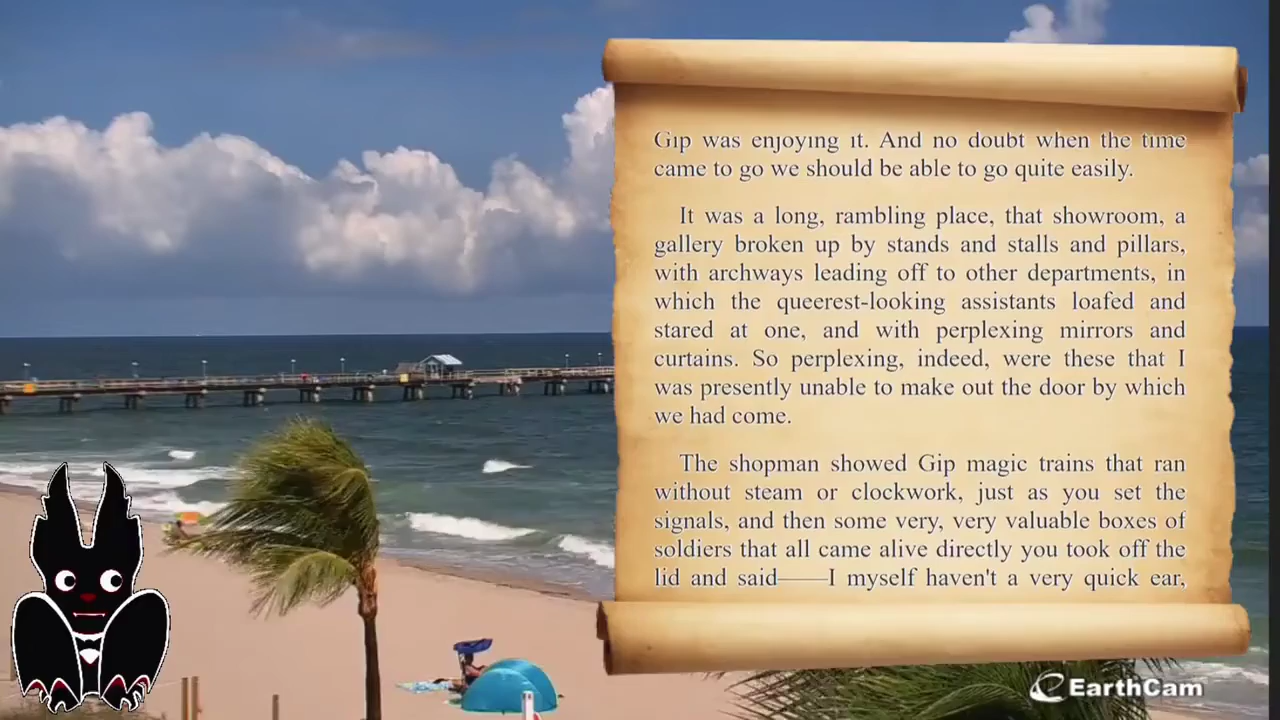 Gip was enjoying it. And no doubt when the time
came to go we should be able to go quite easily.
It was a long, rambling place, that showroom, a
gallery broken up by stands and stalls and pillars,
with archways leading off to other departments, in
which the queerest-looking assistants loafed and
stared at one, and with perplexing mirrors and
curtains. So perplexing, indeed, were these that I
was presently unable to make out the door by which
we had come.
The shopman showed Gip magic trains that ran
without steam or clockwork, just as you set the
signals, and then some very, very valuable boxes of
soldiers that all came alive directly you took off the
lid and said——I myself haven't a very quick ear,
EarthCam